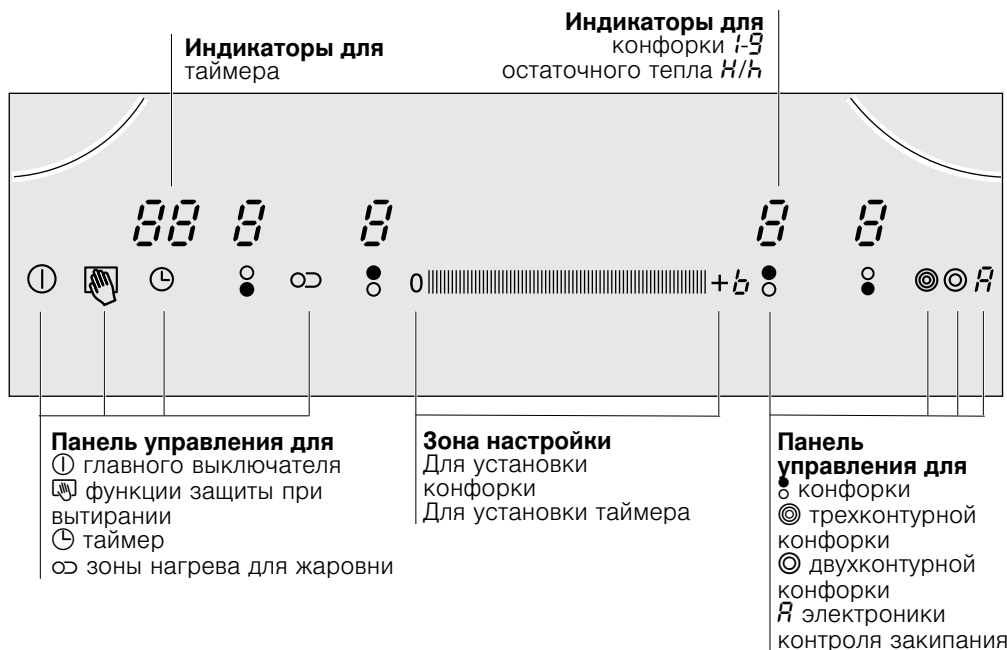 Индикаторы для
таймера
Индикаторы для
конфорки 1-9
остаточного тепла H/h
88 8 8 8 8
0 + b A
Панель управления для
главного выключателя
функции защиты при
вытирании
таймер
зоны нагрева для жаровни
Зона настройки
Для установки
конфорки
Для установки таймера
Панель
управления для
конфорки
трехконтурной
конфорки
двухконтурной
конфорки
A электроники
контроля закипания